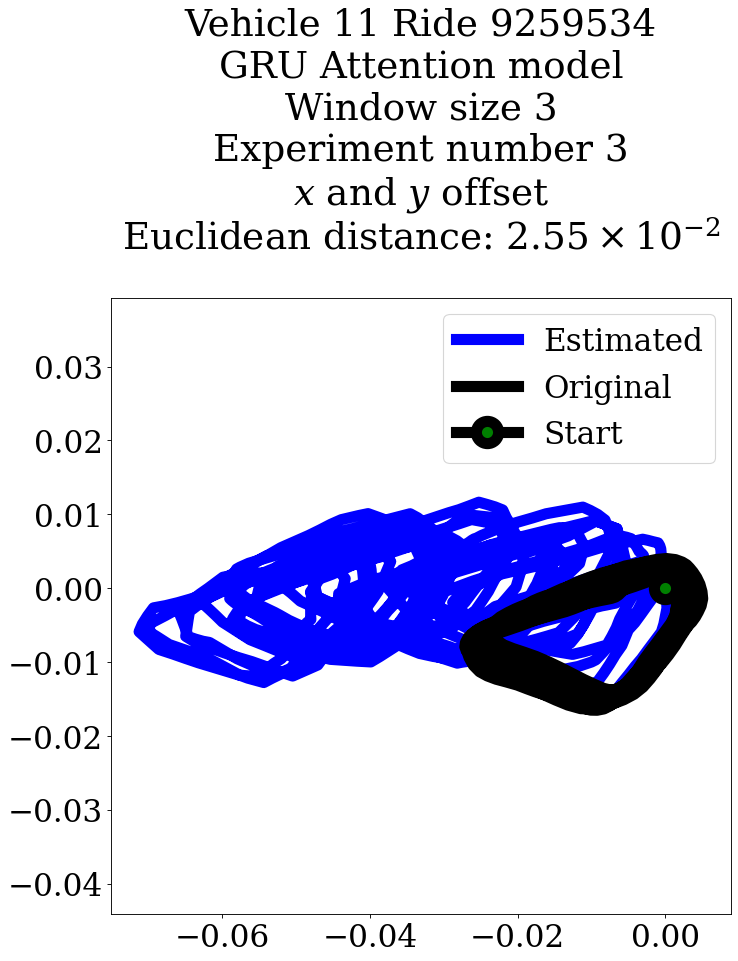 Vehicle 11 Ride 9259534
GRU Attention model
Window size 3
Experiment number 3
x and y offset
Euclidean distance: 2.55 × 10⁻²
Estimated
Original
Start
0.03
0.02
0.01
0.00
−0.01
−0.02
−0.03
−0.04
−0.06 −0.04 −0.02 0.00